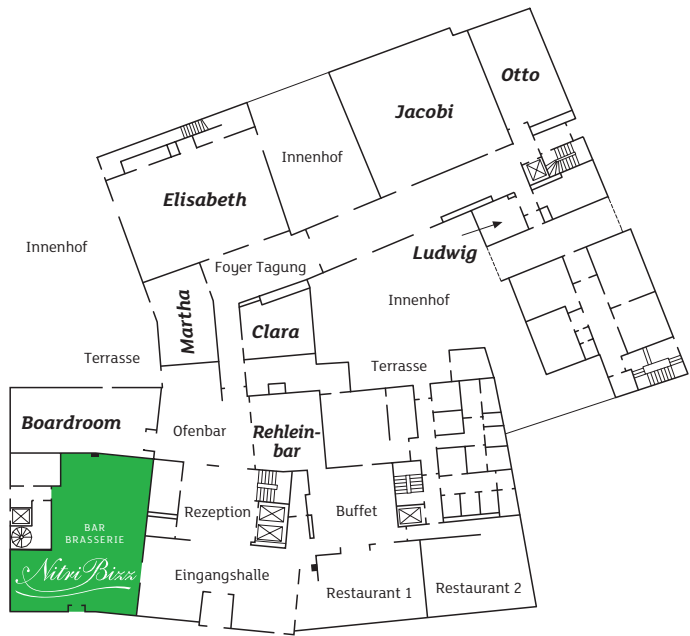 Otto
Jacobi
Innenhof
Elisabeth
Innenhof
Ludwig
Foyer Tagung
Innenhof
Martha
Clara
Terrasse
Terrasse
Boardroom
Ofenbar
Rehlein-
bar
Rezeption
Buffet
BAR
BRASSERIE
NitriBizz
Eingangshalle
Restaurant 1
Restaurant 2